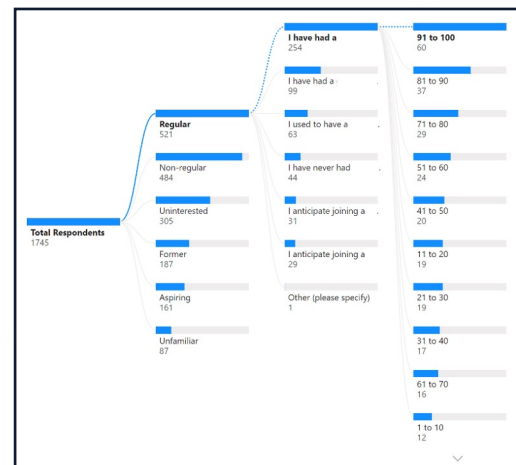 Total Respondents
1745
Regular
521
Non-regular
484
Uninterested
305
Former
187
Aspiring
161
Unfamiliar
87
I have had a
254
I have had a
99
I used to have a
63
I have never had
44
I anticipate joining a
31
I anticipate joining a
29
Other (please specify)
1
91 to 100
60
81 to 90
37
71 to 80
29
51 to 60
24
41 to 50
20
11 to 20
19
21 to 30
19
31 to 40
17
61 to 70
16
1 to 10
12